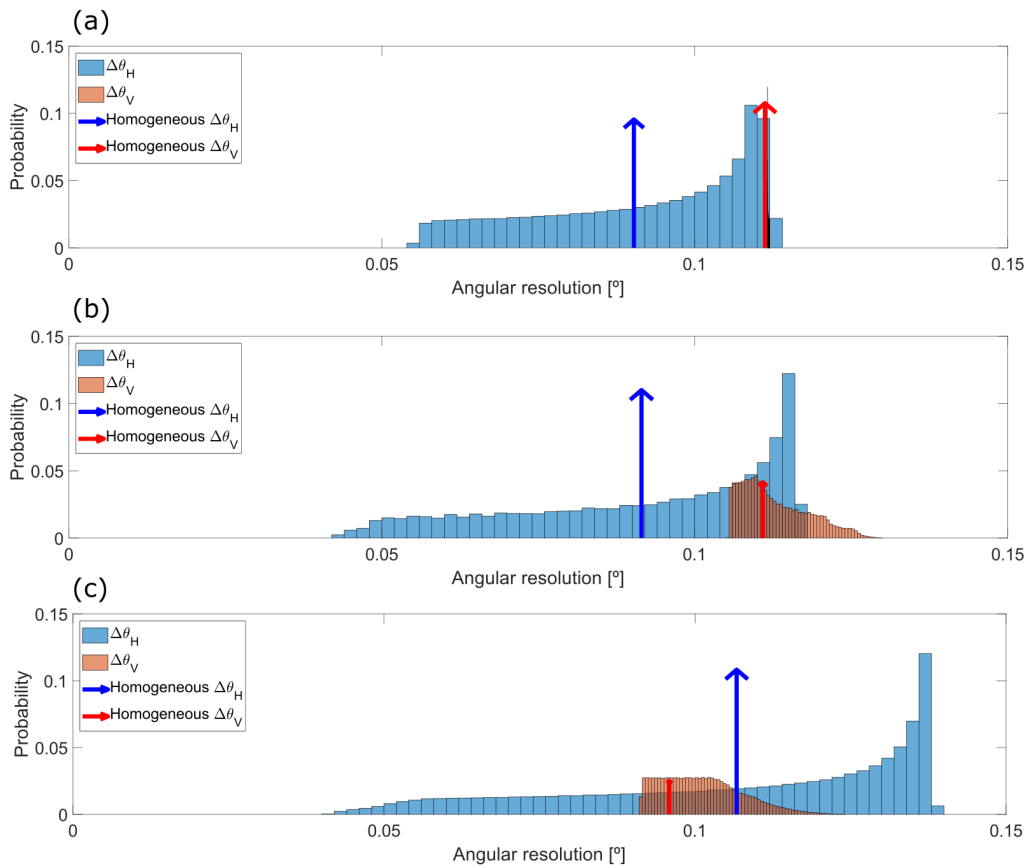 (a)
0.15
0.1
0.05
0
Probability
Δθ_H
Δθ_V
Homogeneous Δθ_H
Homogeneous Δθ_V
0 0.05 0.1 0.15
Angular resolution [º]
(b)
0.15
0.1
0.05
0
Probability
Δθ_H
Δθ_V
Homogeneous Δθ_H
Homogeneous Δθ_V
0 0.05 0.1 0.15
Angular resolution [º]
(c)
0.15
0.1
0.05
0
Probability
Δθ_H
Δθ_V
Homogeneous Δθ_H
Homogeneous Δθ_V
0 0.05 0.1 0.15
Angular resolution [º]